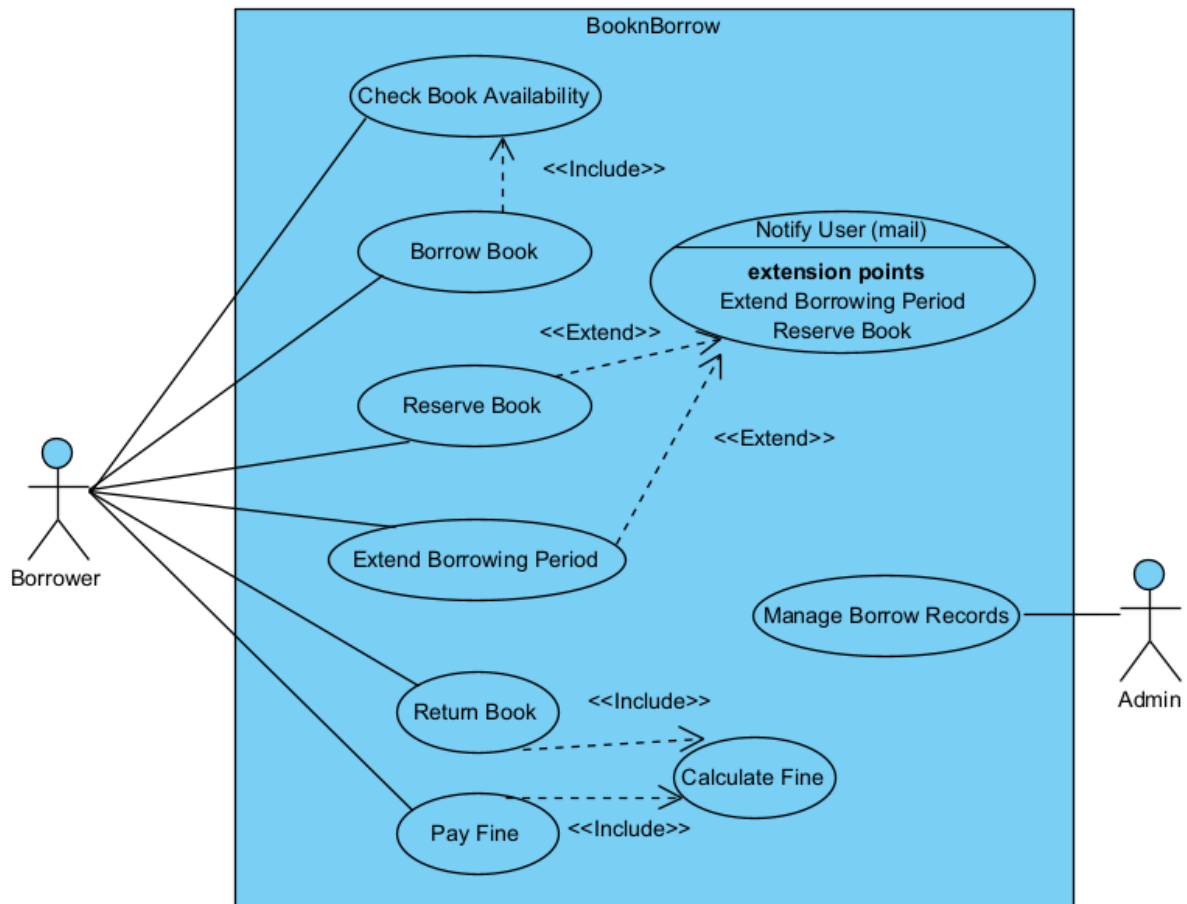 BooknBorrow
Check Book Availability
<<Include>>
Borrow Book
Notify User (mail)
extension points
Extend Borrowing Period
Reserve Book
<<Extend>>
Reserve Book
<<Extend>>
Borrower
Extend Borrowing Period
Manage Borrow Records
Admin
Return Book
<<Include>>
Calculate Fine
Pay Fine
<<Include>>